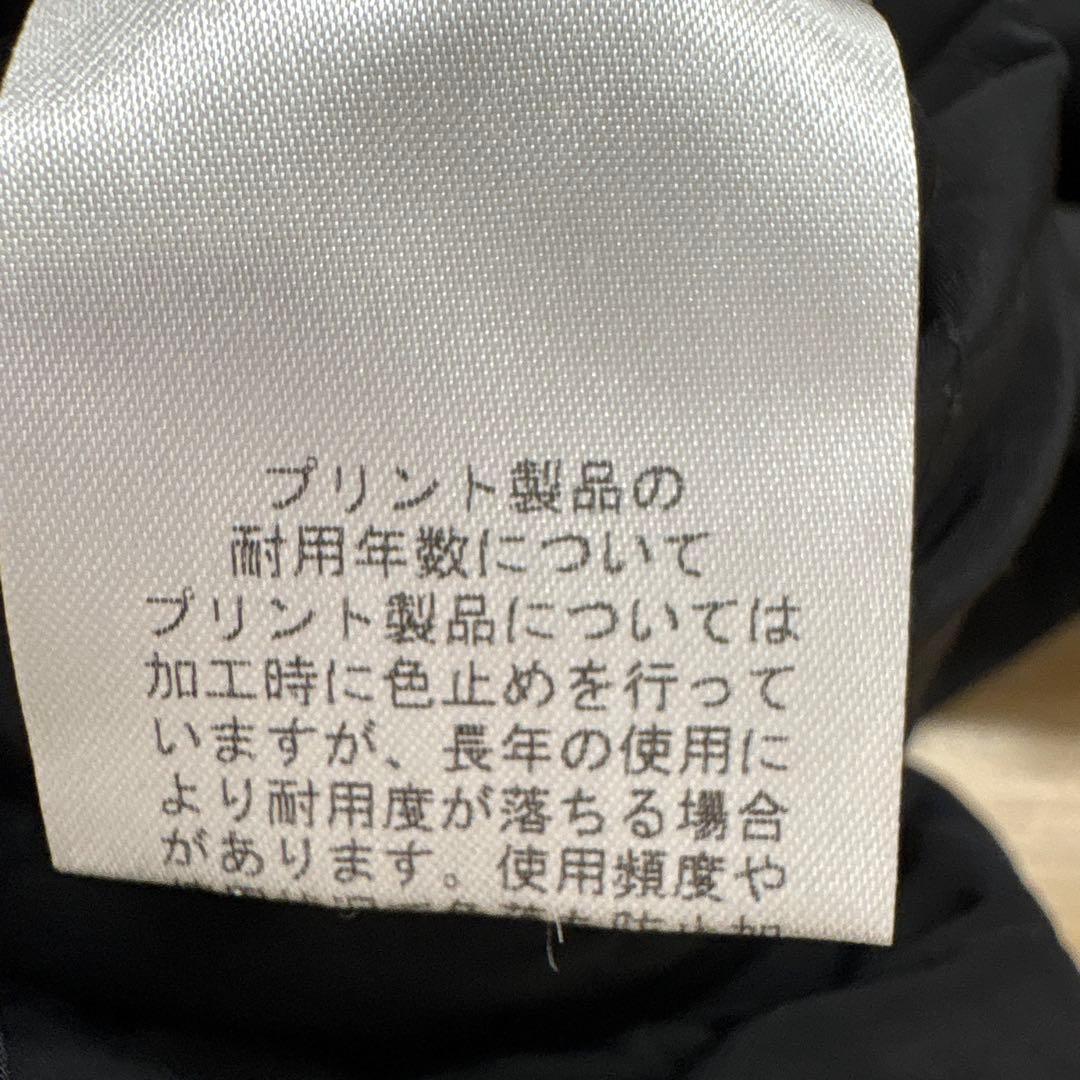 プリント製品の
耐用年数について
プリント製品については
加工時に色止めを行って
いますが、長年の使用に
より耐用度が落ちる場合
があります。使用頻度や